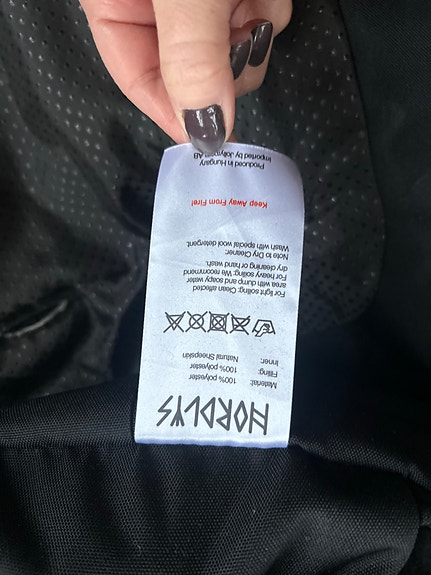 NORDLYS
Material: 100% polyester
Filling: 100% polyester
Inner: Natural Sheepskin
For light soiling: Clean affected
area with dump and soapy water
For heavy soiling: We recommend
dry cleaning or hand wash.
Note to Dry Cleaner:
Wash with special wool detergent.
Keep Away From Fire!
Produced in Hungary
Imported by Jollyroom AB